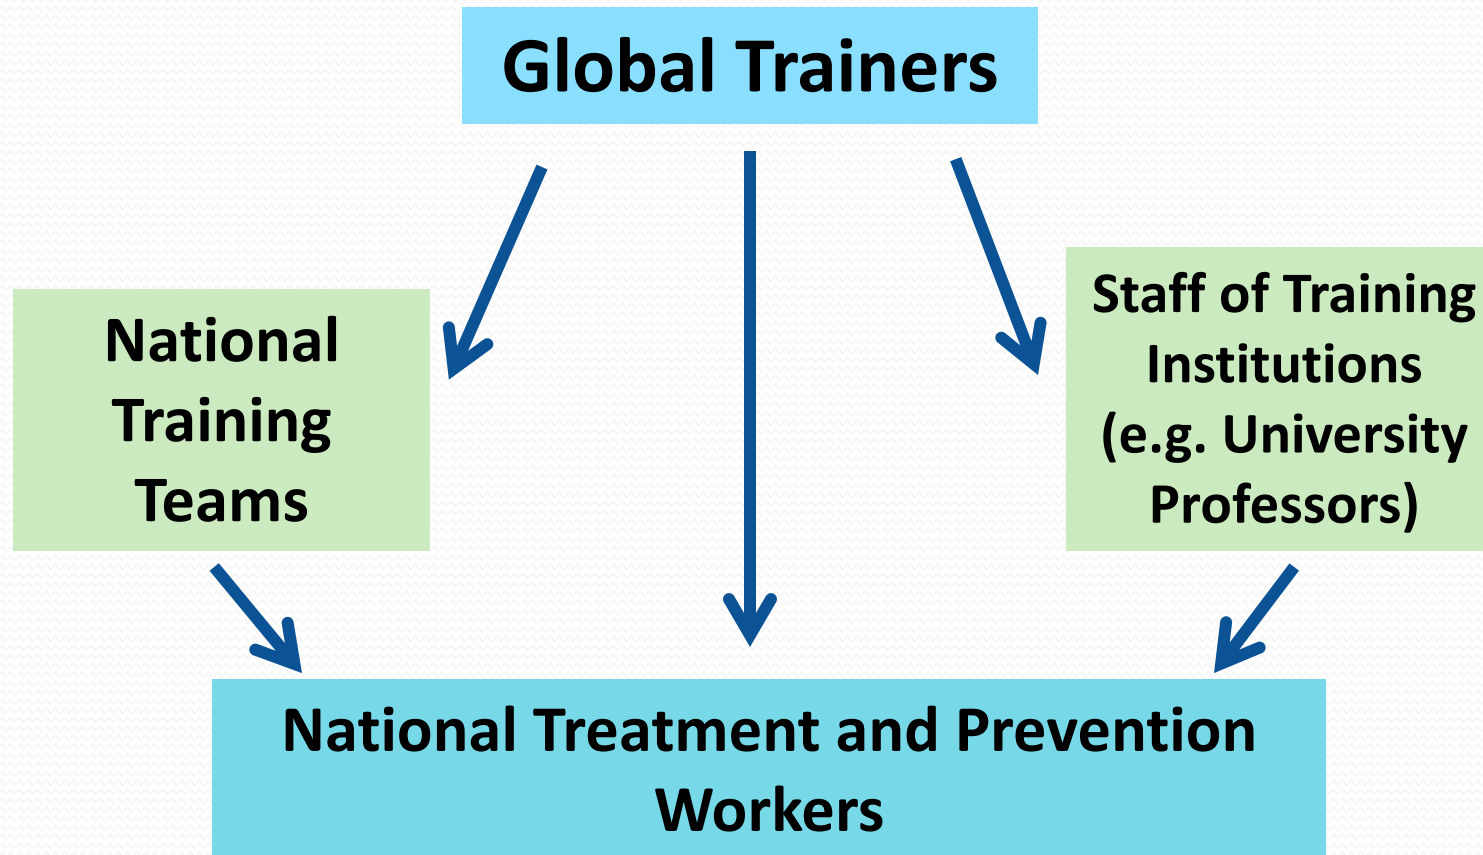 Global Trainers
National
Training
Teams
Staff of Training
Institutions
(e.g. University
Professors)
National Treatment and Prevention
Workers